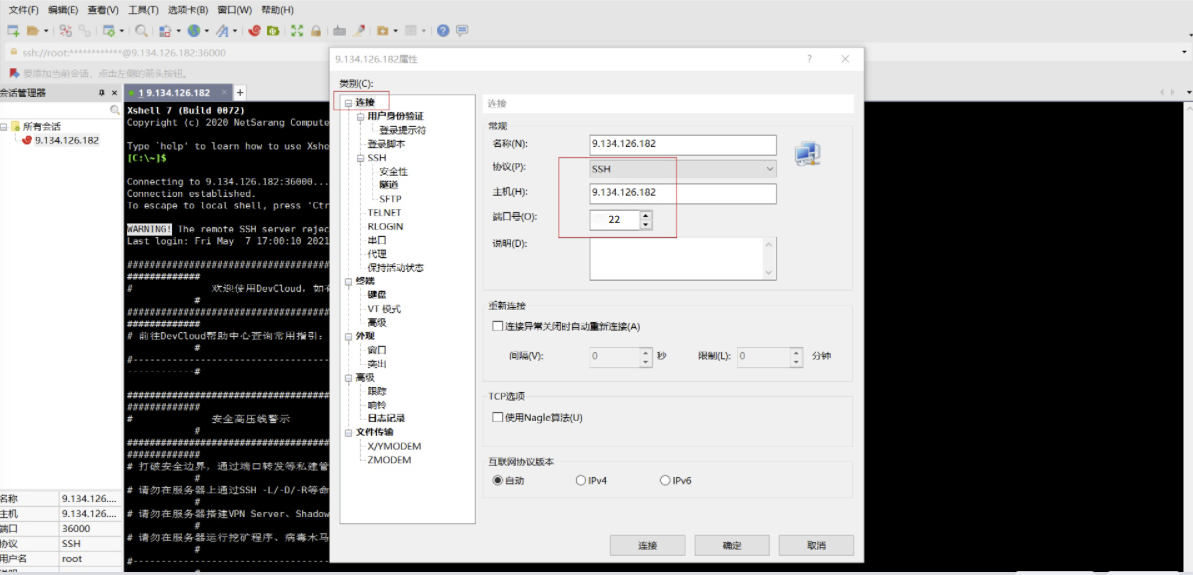 文件(F) 编辑(E) 查看(V) 工具(T) 选项卡(B) 窗口(W) 帮助(H)
ssh://root:************@9.134.126.182:36000
要添加当前会话，点击左侧的箭头按钮。
会话管理器
所有会话
9.134.126.182
名称 9.134.126....
主机 9.134.126....
端口 36000
协议 SSH
用户名 root
1 9.134.126.182
Xshell 7 (Build 0072)
Copyright (c) 2020 NetSarang Compute
Type `help' to learn how to use Xshe
[C:\~]$
Connecting to 9.134.126.182:36000...
Connection established.
To escape to local shell, press 'Ctr
WARNING! The remote SSH server rejec
Last login: Fri May 7 17:00:10 2021
# 欢迎使用DevCloud，如
#
# 前往DevCloud帮助中心查询常用指引：
#
# 安全高压线警示
#
# 打破安全边界，通过端口转发等私建管
#
# 请勿在服务器上通过SSH -L/-D/-R等命
#
# 请勿在服务器搭建VPN Server、Shadow
#
# 请勿在服务器运行挖矿程序、病毒木马
#
9.134.126.182属性
类别(C):
连接
用户身份验证
登录提示符
登录脚本
SSH
安全性
隧道
SFTP
TELNET
RLOGIN
串口
代理
保持活动状态
终端
键盘
VT 模式
高级
外观
窗口
突出
高级
跟踪
响铃
日志记录
文件传输
X/YMODEM
ZMODEM
连接
常规
名称(N): 9.134.126.182
协议(P): SSH
主机(H): 9.134.126.182
端口号(O): 22
说明(D):
重新连接
连接异常关闭时自动重新连接(A)
间隔(V): 0 秒 限制(L): 0 分钟
TCP选项
使用Nagle算法(U)
互联网协议版本
自动 IPv4 IPv6
连接 确定 取消